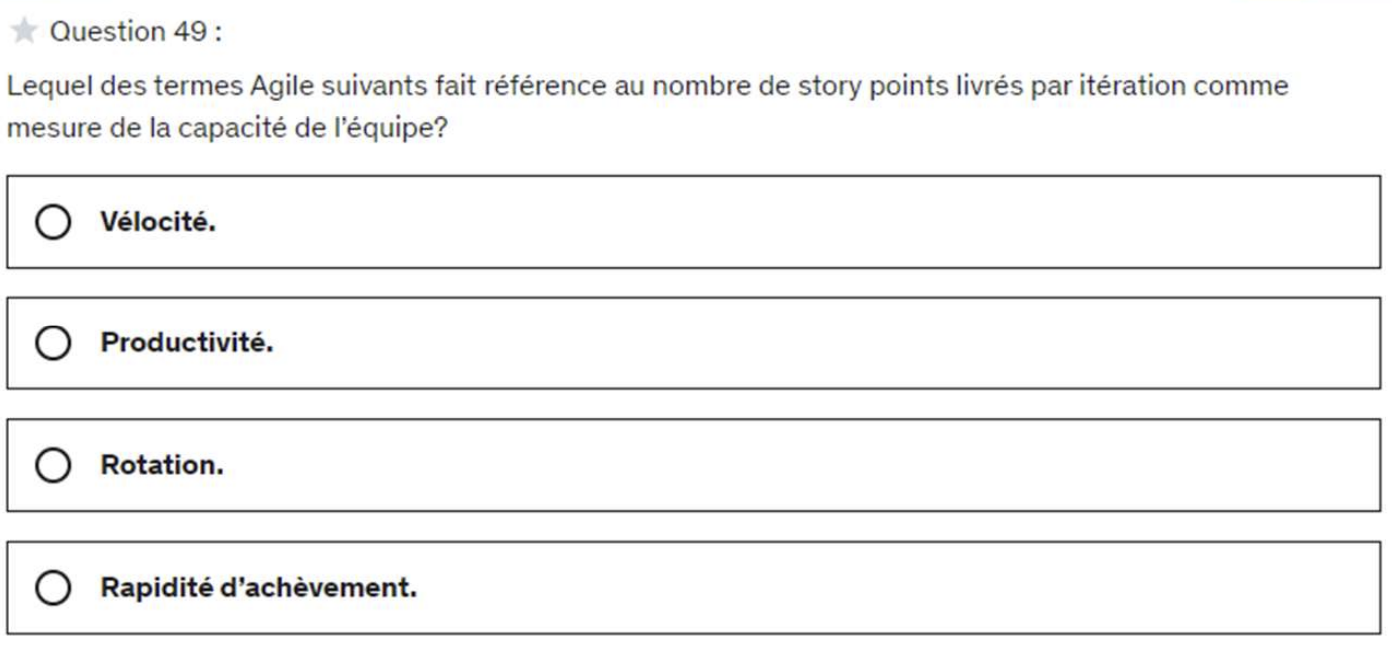 Question 49 :
Lequel des termes Agile suivants fait référence au nombre de story points livrés par itération comme
mesure de la capacité de l'équipe?
Vélocité.
Productivité.
Rotation.
Rapidité d'achèvement.